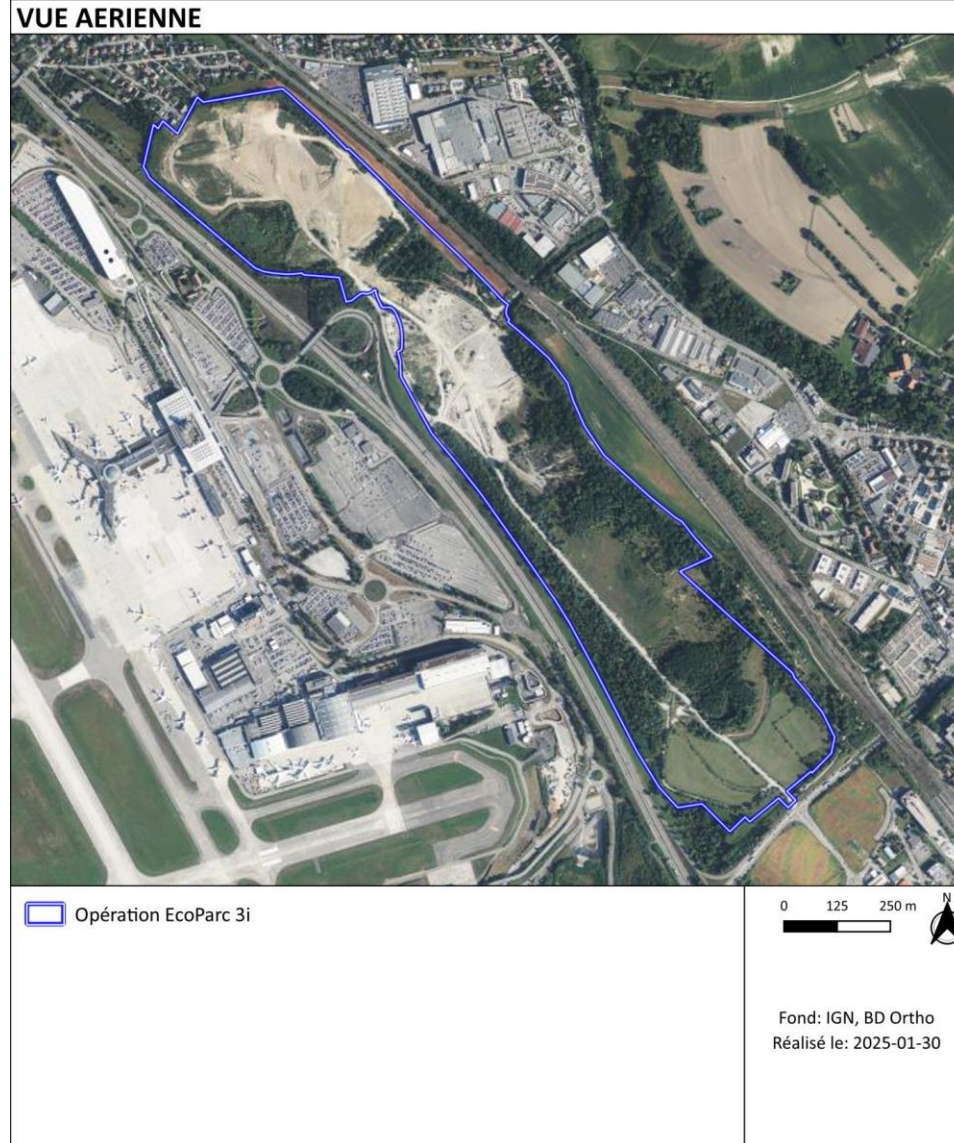 VUE AERIENNE
Opération EcoParc 3i
0 125 250 m
N
Fond: IGN, BD Ortho
Réalisé le: 2025-01-30